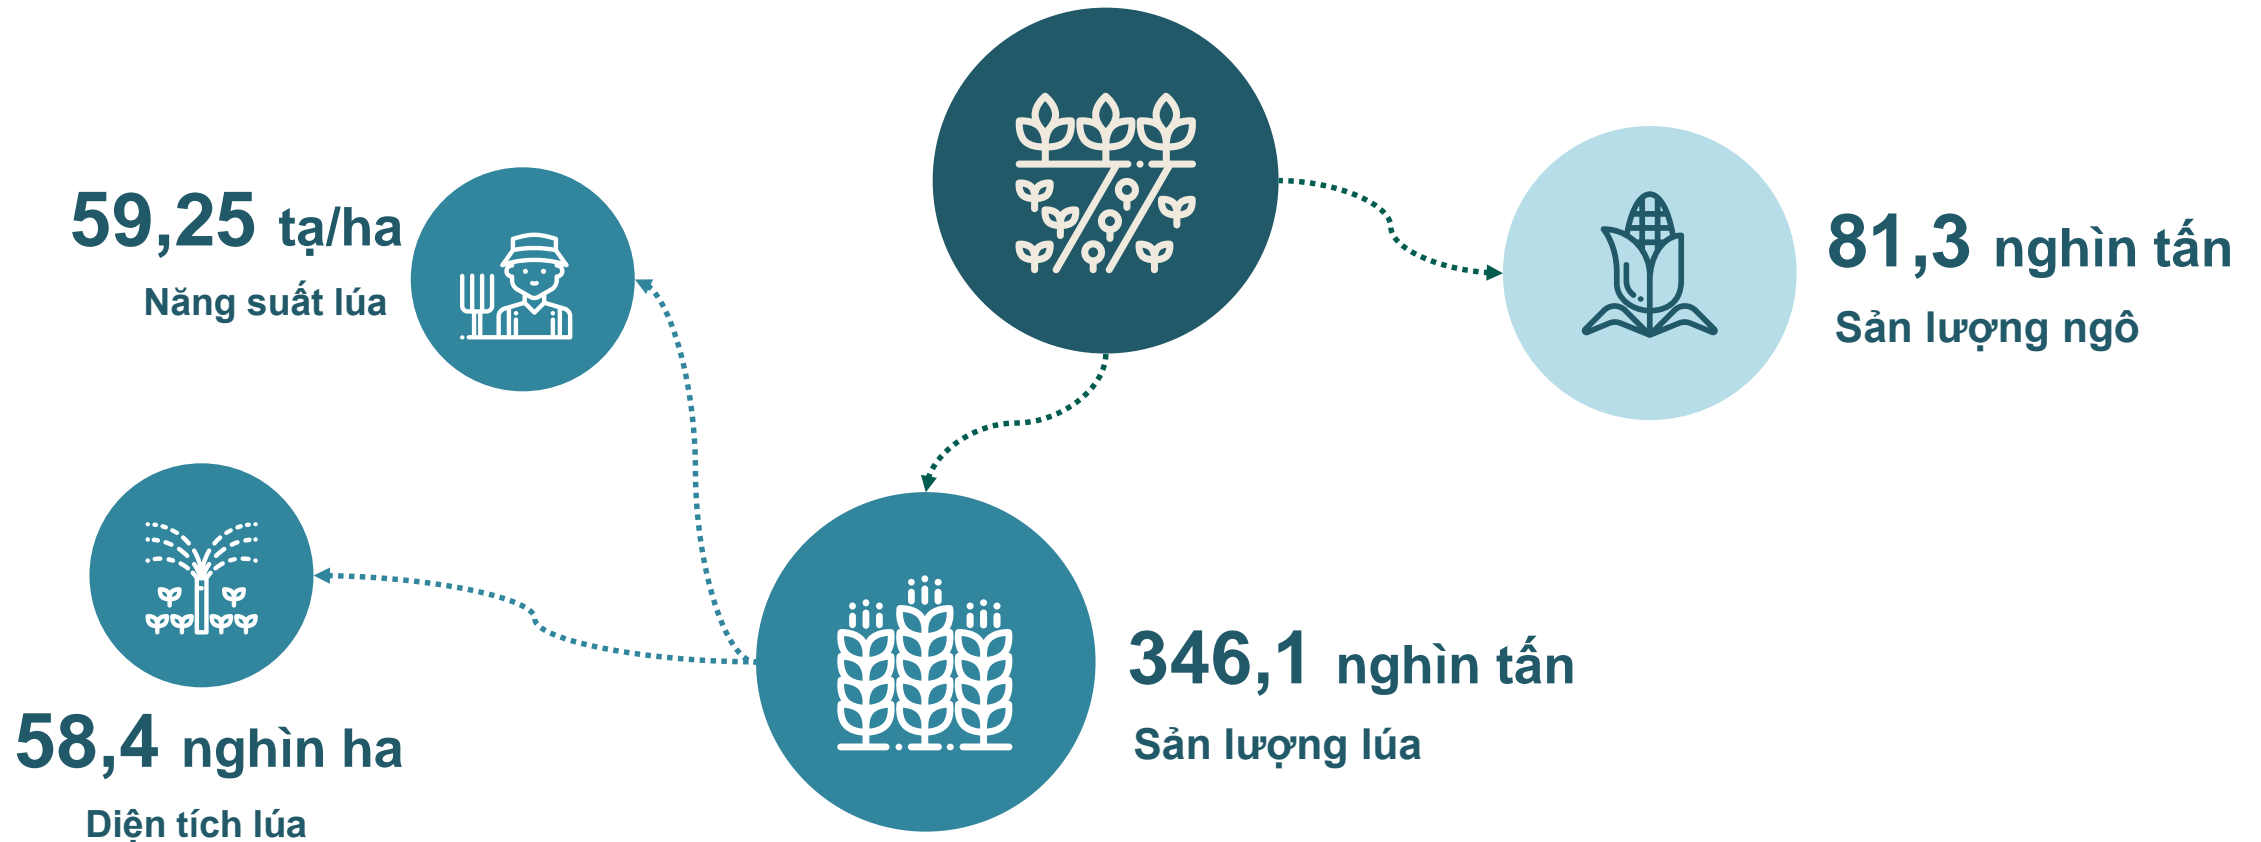 59,25 tạ/ha
Năng suất lúa
81,3 nghìn tấn
Sản lượng ngô
346,1 nghìn tấn
Sản lượng lúa
58,4 nghìn ha
Diện tích lúa